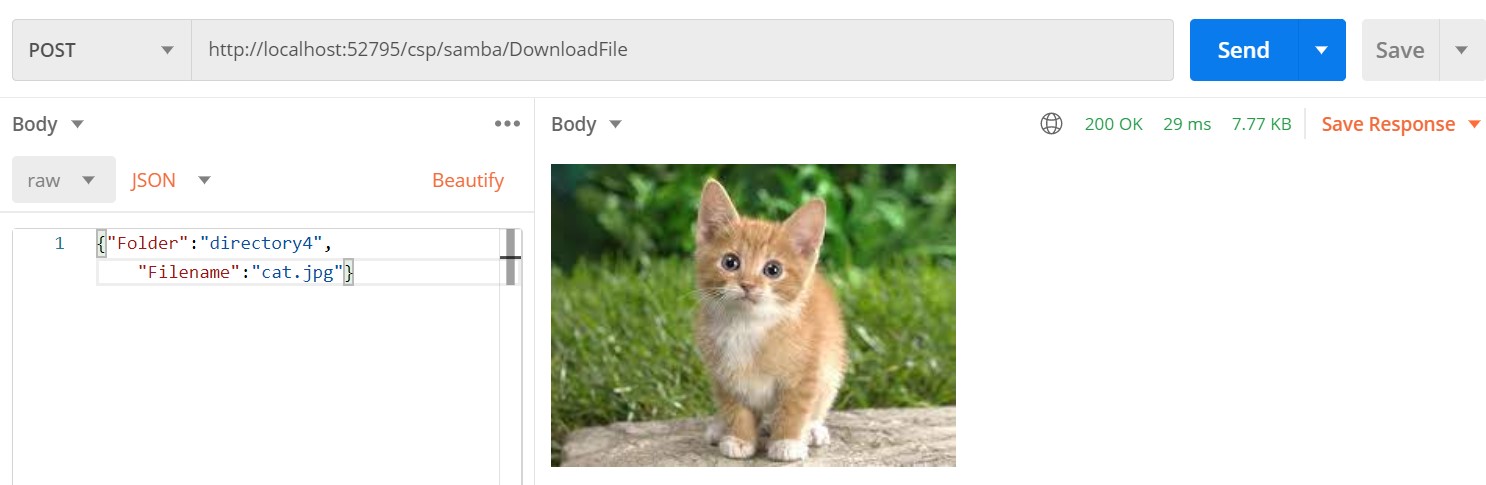 POST http://localhost:52795/csp/samba/DownloadFile Send Save
Body ••• Body 200 OK 29 ms 7.77 KB Save Response
raw JSON Beautify
1 {"Folder":"directory4",
"Filename":"cat.jpg"}